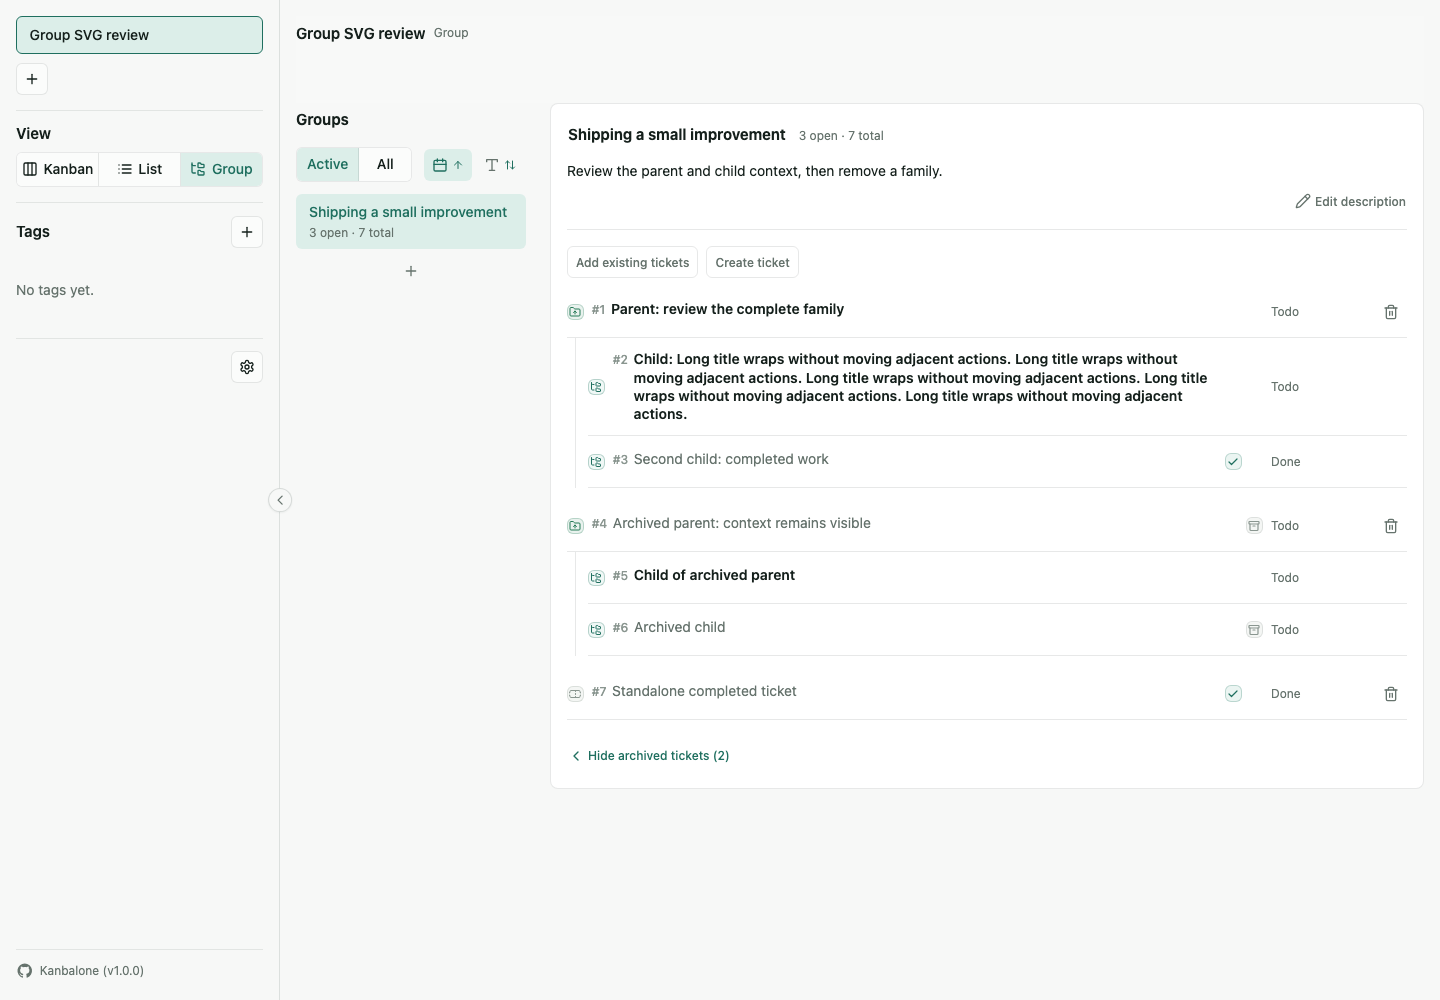 Group SVG review
View
Kanban
List
Group
Tags
No tags yet.
Kanbalone (v1.0.0)
Group SVG review Group
Groups
Active
All
Shipping a small improvement
3 open · 7 total
Shipping a small improvement 3 open · 7 total
Review the parent and child context, then remove a family.
Edit description
Add existing tickets
Create ticket
#1 Parent: review the complete family Todo
#2 Child: Long title wraps without moving adjacent actions. Long title wraps without
moving adjacent actions. Long title wraps without moving adjacent actions. Long title
wraps without moving adjacent actions. Long title wraps without moving adjacent
actions.
Todo
#3 Second child: completed work Done
#4 Archived parent: context remains visible Todo
#5 Child of archived parent Todo
#6 Archived child Todo
#7 Standalone completed ticket Done
Hide archived tickets (2)